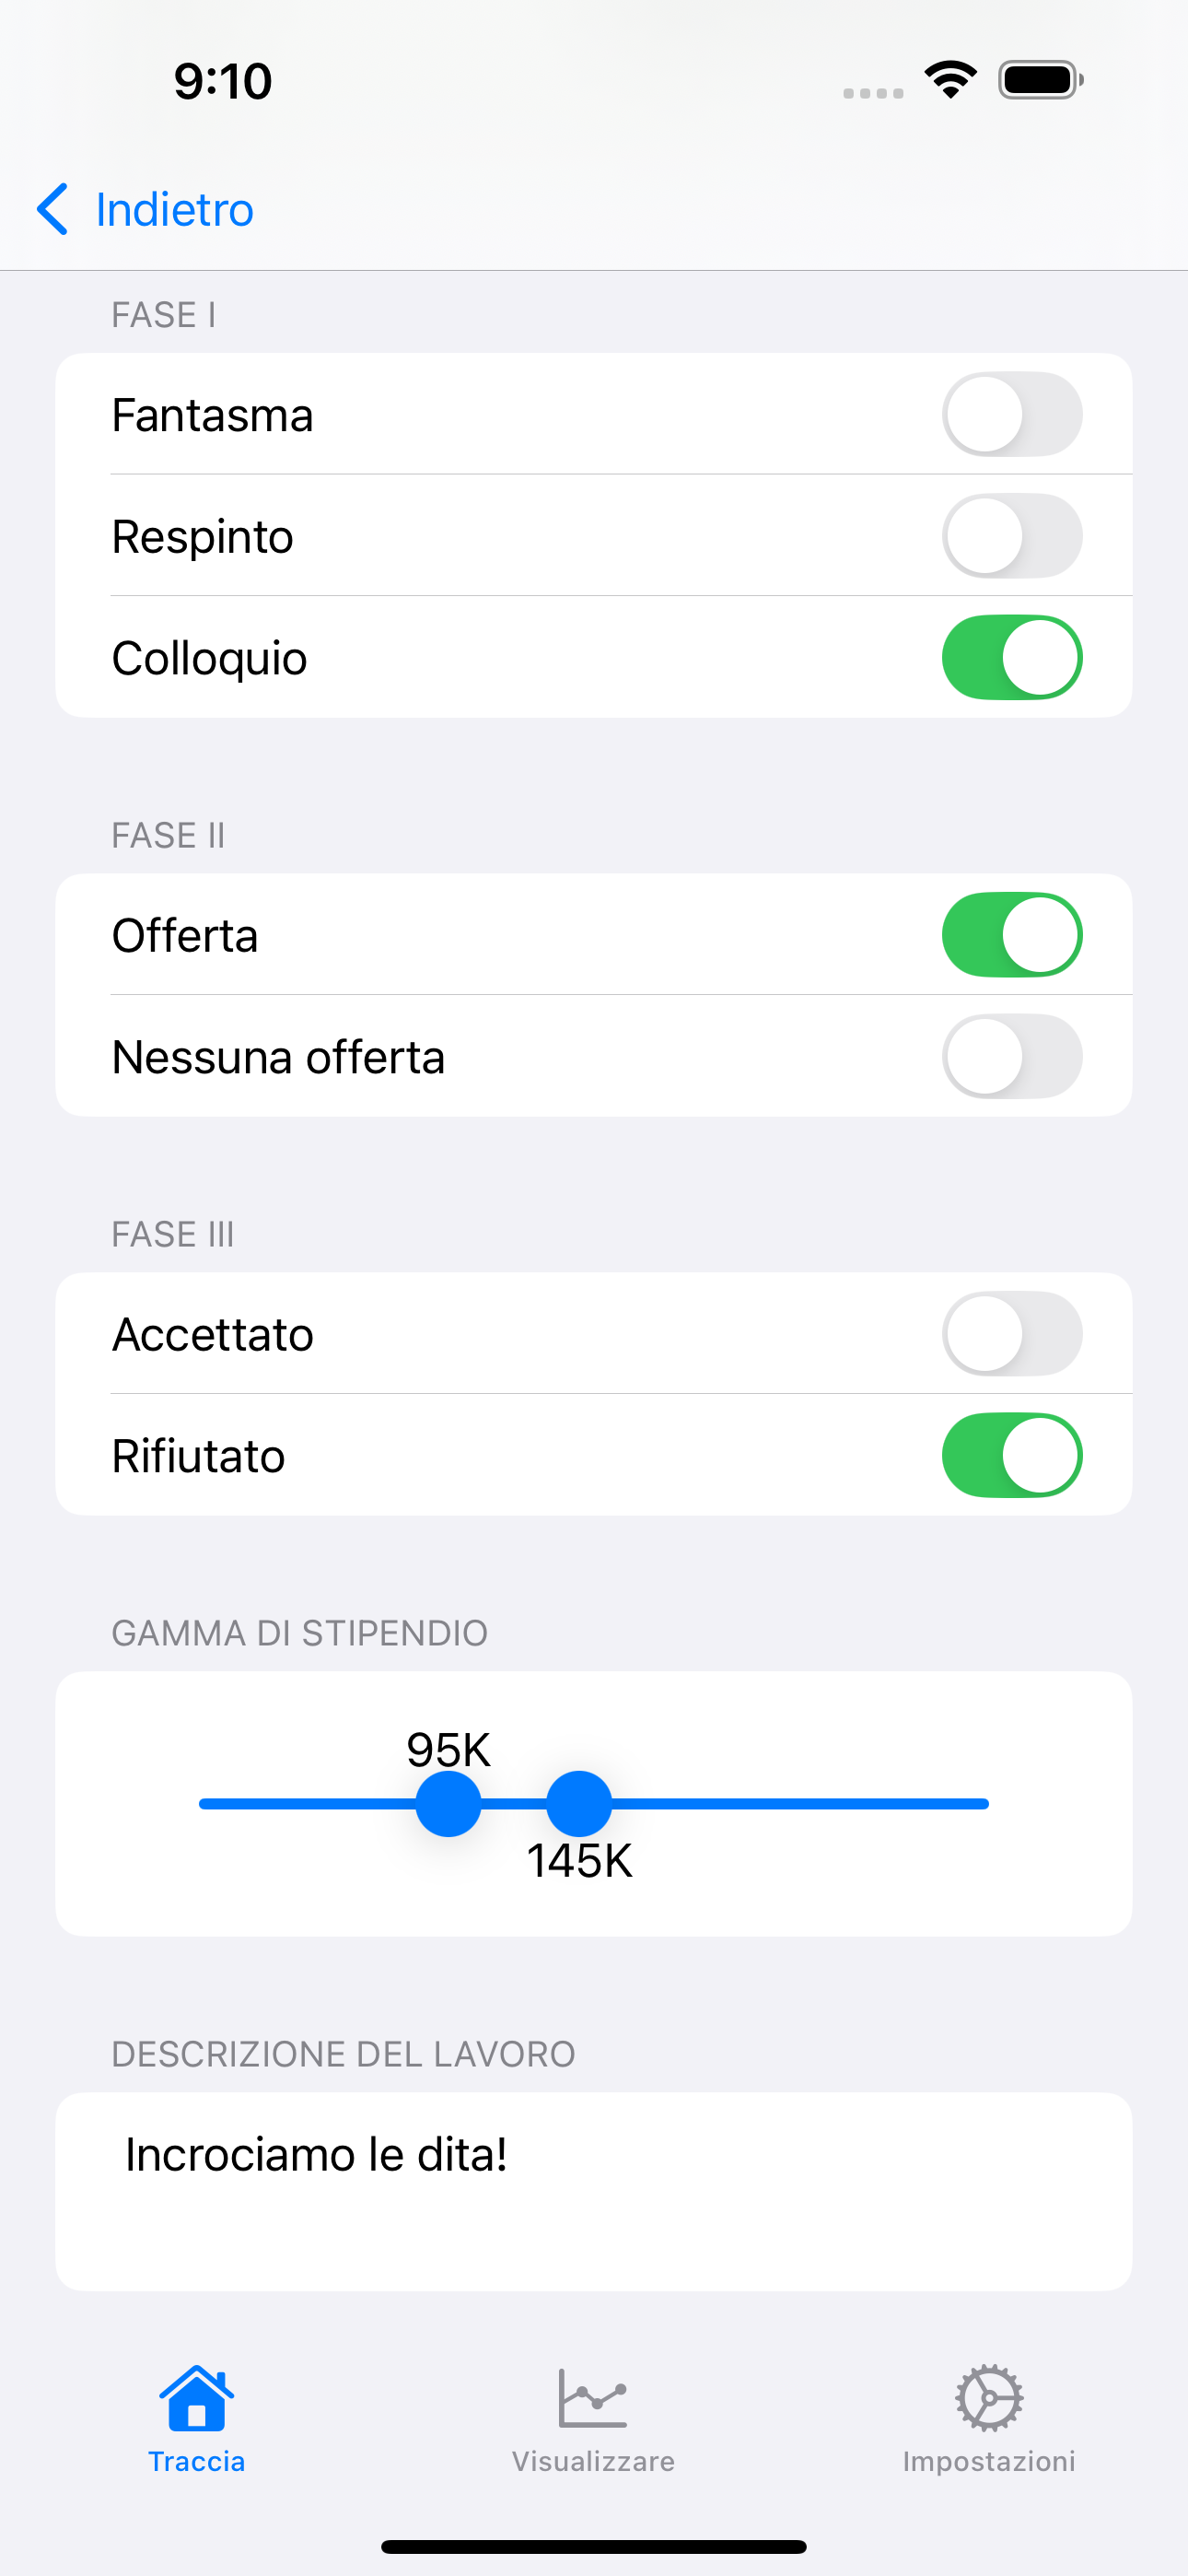 9:10
Indietro
FASE I
Fantasma
Respinto
Colloquio
FASE II
Offerta
Nessuna offerta
FASE III
Accettato
Rifiutato
GAMMA DI STIPENDIO
95K
145K
DESCRIZIONE DEL LAVORO
Incrociamo le dita!
Traccia
Visualizzare
Impostazioni